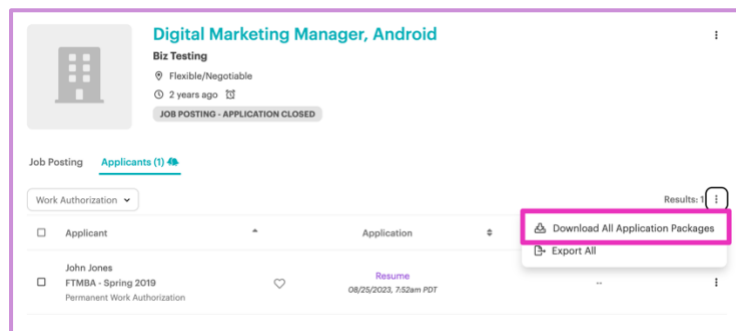 Digital Marketing Manager, Android
Biz Testing
Flexible/Negotiable
2 years ago
JOB POSTING - APPLICATION CLOSED
Job Posting
Applicants (1)
Work Authorization
Results: 1
Download All Application Packages
Export All
Applicant
Application
John Jones
FTMBA - Spring 2019
Permanent Work Authorization
Resume
08/25/2023, 7:52am PDT
--